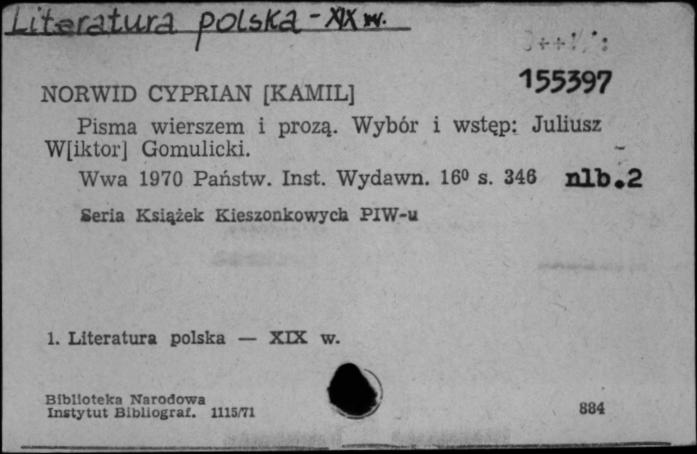 Literatura polska - XIX w.
155397
NORWID CYPRIAN [KAMIL]
Pisma wierszem i prozą. Wybór i wstęp: Juliusz
W[iktor] Gomulicki.
Wwa 1970 Państw. Inst. Wydawn. 16⁰ s. 346 nlb.2
Seria Książek Kieszonkowych PIW-u
1. Literatura polska — XIX w.
Biblioteka Narodowa
Instytut Bibliograf. 1115/71
884